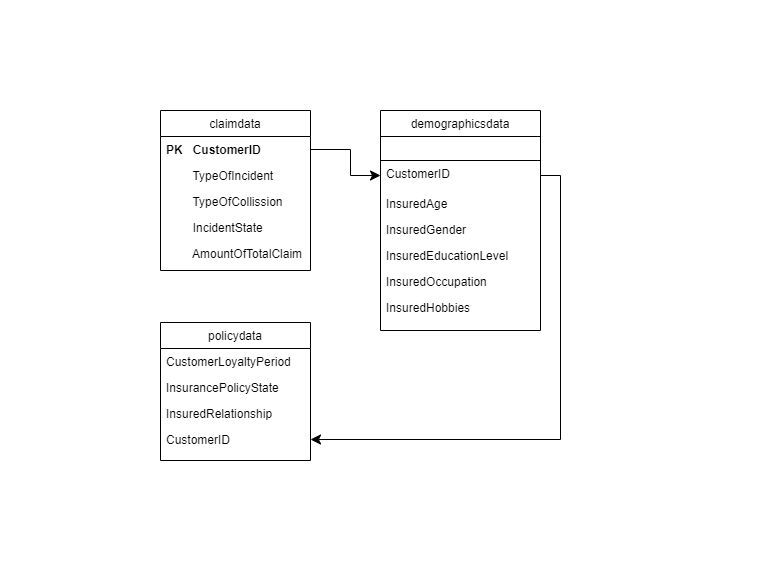 claimdata
PK CustomerID
TypeOfIncident
TypeOfCollission
IncidentState
AmountOfTotalClaim
demographicsdata
CustomerID
InsuredAge
InsuredGender
InsuredEducationLevel
InsuredOccupation
InsuredHobbies
policydata
CustomerLoyaltyPeriod
InsurancePolicyState
InsuredRelationship
CustomerID